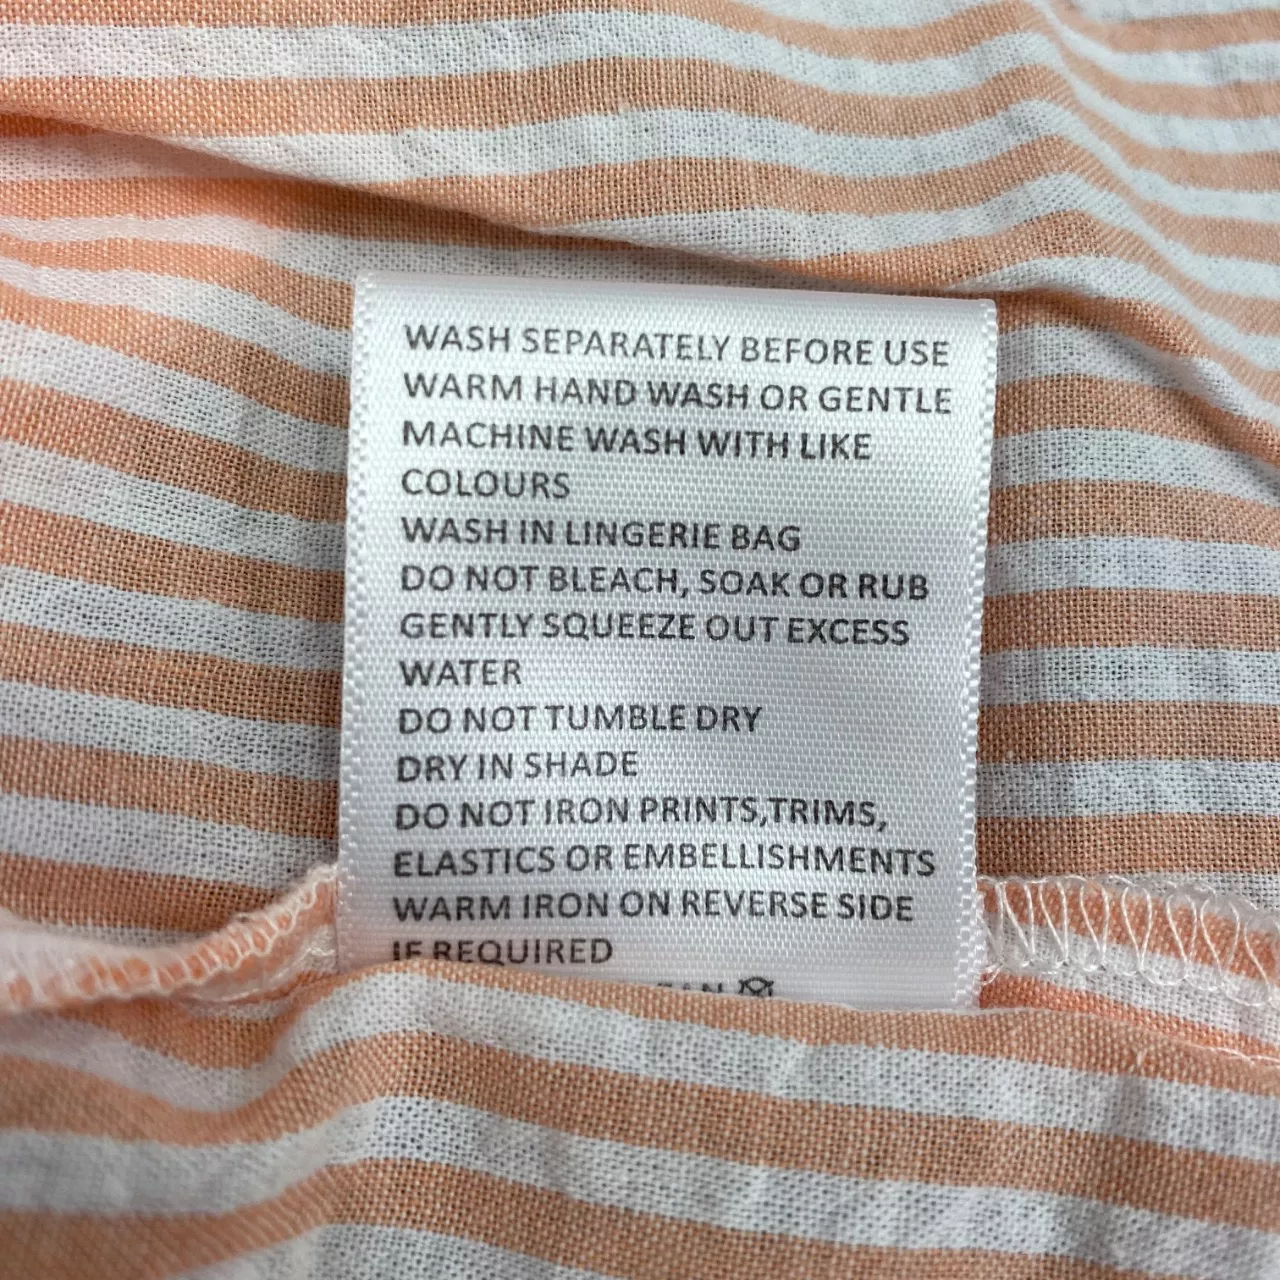 WASH SEPARATELY BEFORE USE
WARM HAND WASH OR GENTLE
MACHINE WASH WITH LIKE
COLOURS
WASH IN LINGERIE BAG
DO NOT BLEACH, SOAK OR RUB
GENTLY SQUEEZE OUT EXCESS
WATER
DO NOT TUMBLE DRY
DRY IN SHADE
DO NOT IRON PRINTS,TRIMS,
ELASTICS OR EMBELLISHMENTS
WARM IRON ON REVERSE SIDE
IF REQUIRED